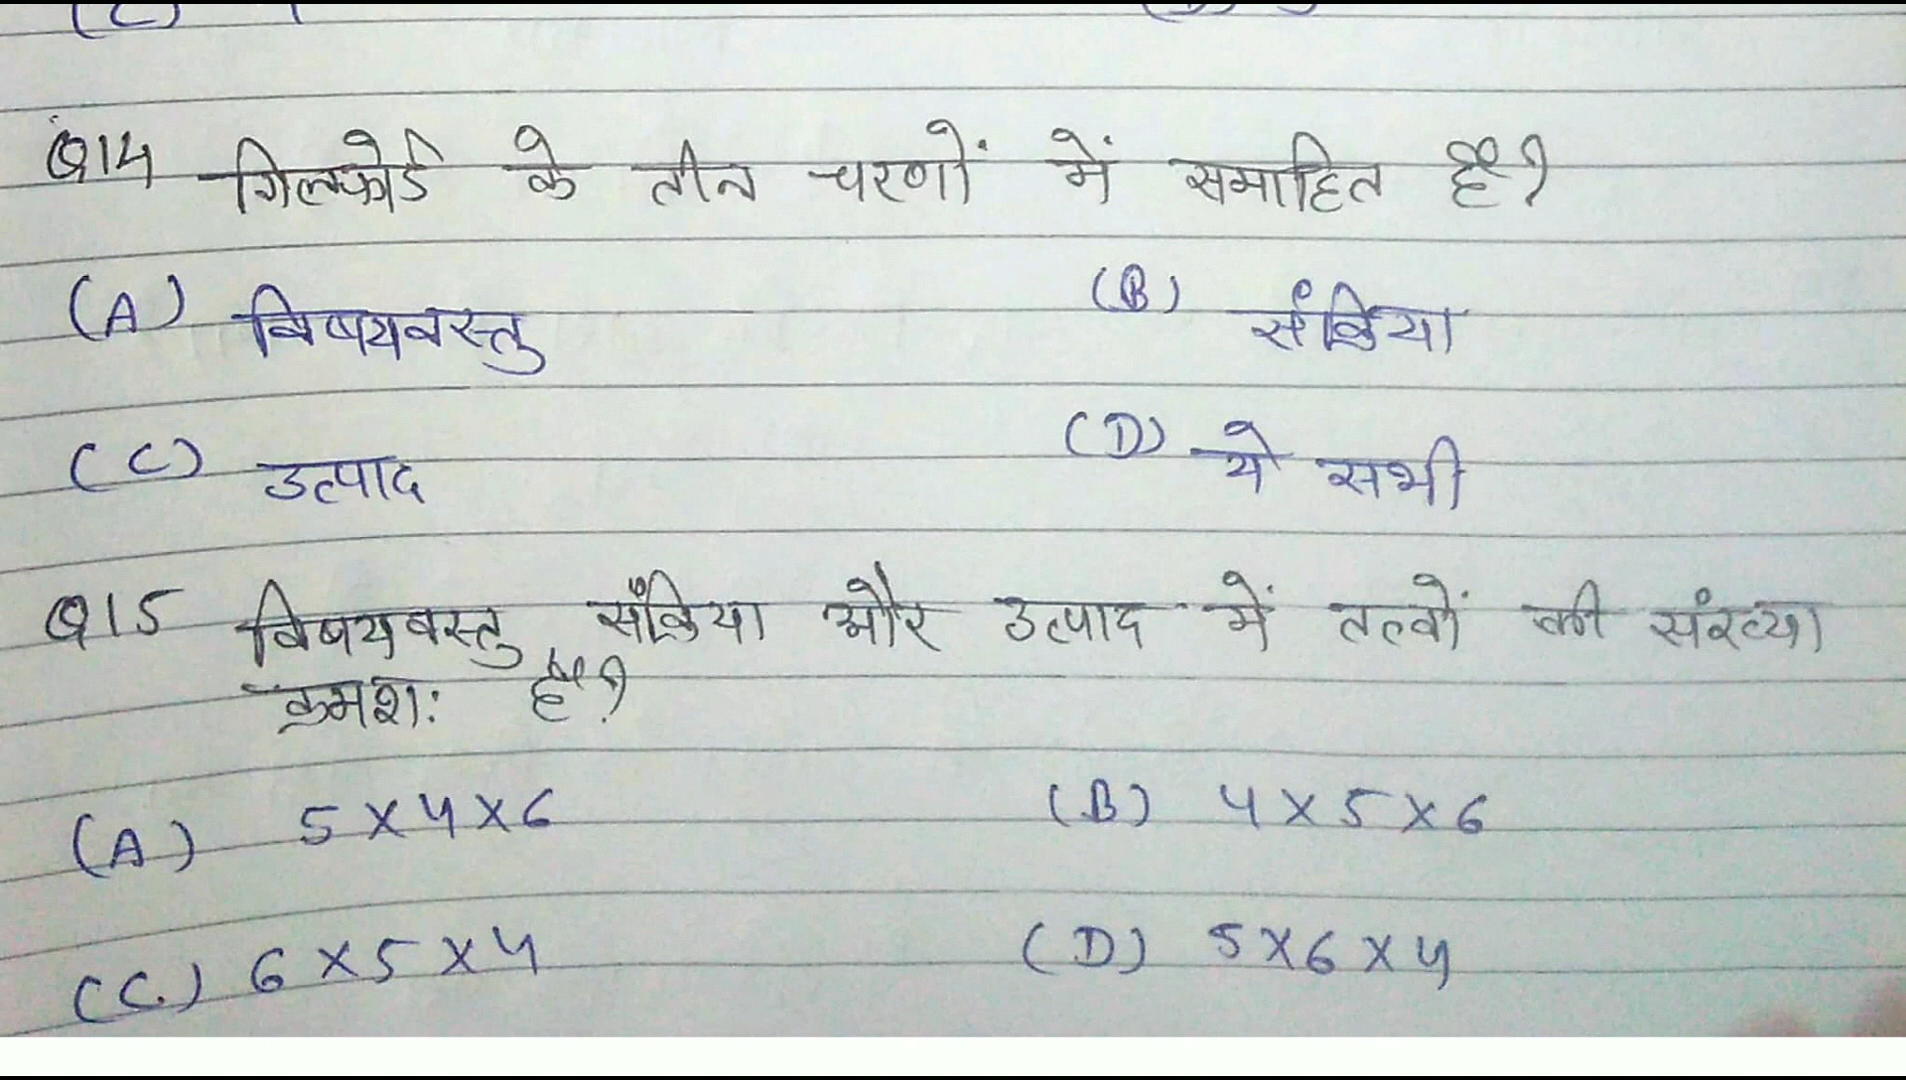 Q14 गिलफोर्ड के तीन चरणों में समाहित है?
(A) विषयवस्तु (B) संक्रिया
(C) उत्पाद (D) ये सभी
Q15 विषयवस्तु, संक्रिया और उत्पाद में तत्वों की संख्या
क्रमशः है?
(A) 5 X 4 X 6 (B) 4 X 5 X 6
(C) 6 X 5 X 4 (D) 5 X 6 X 4